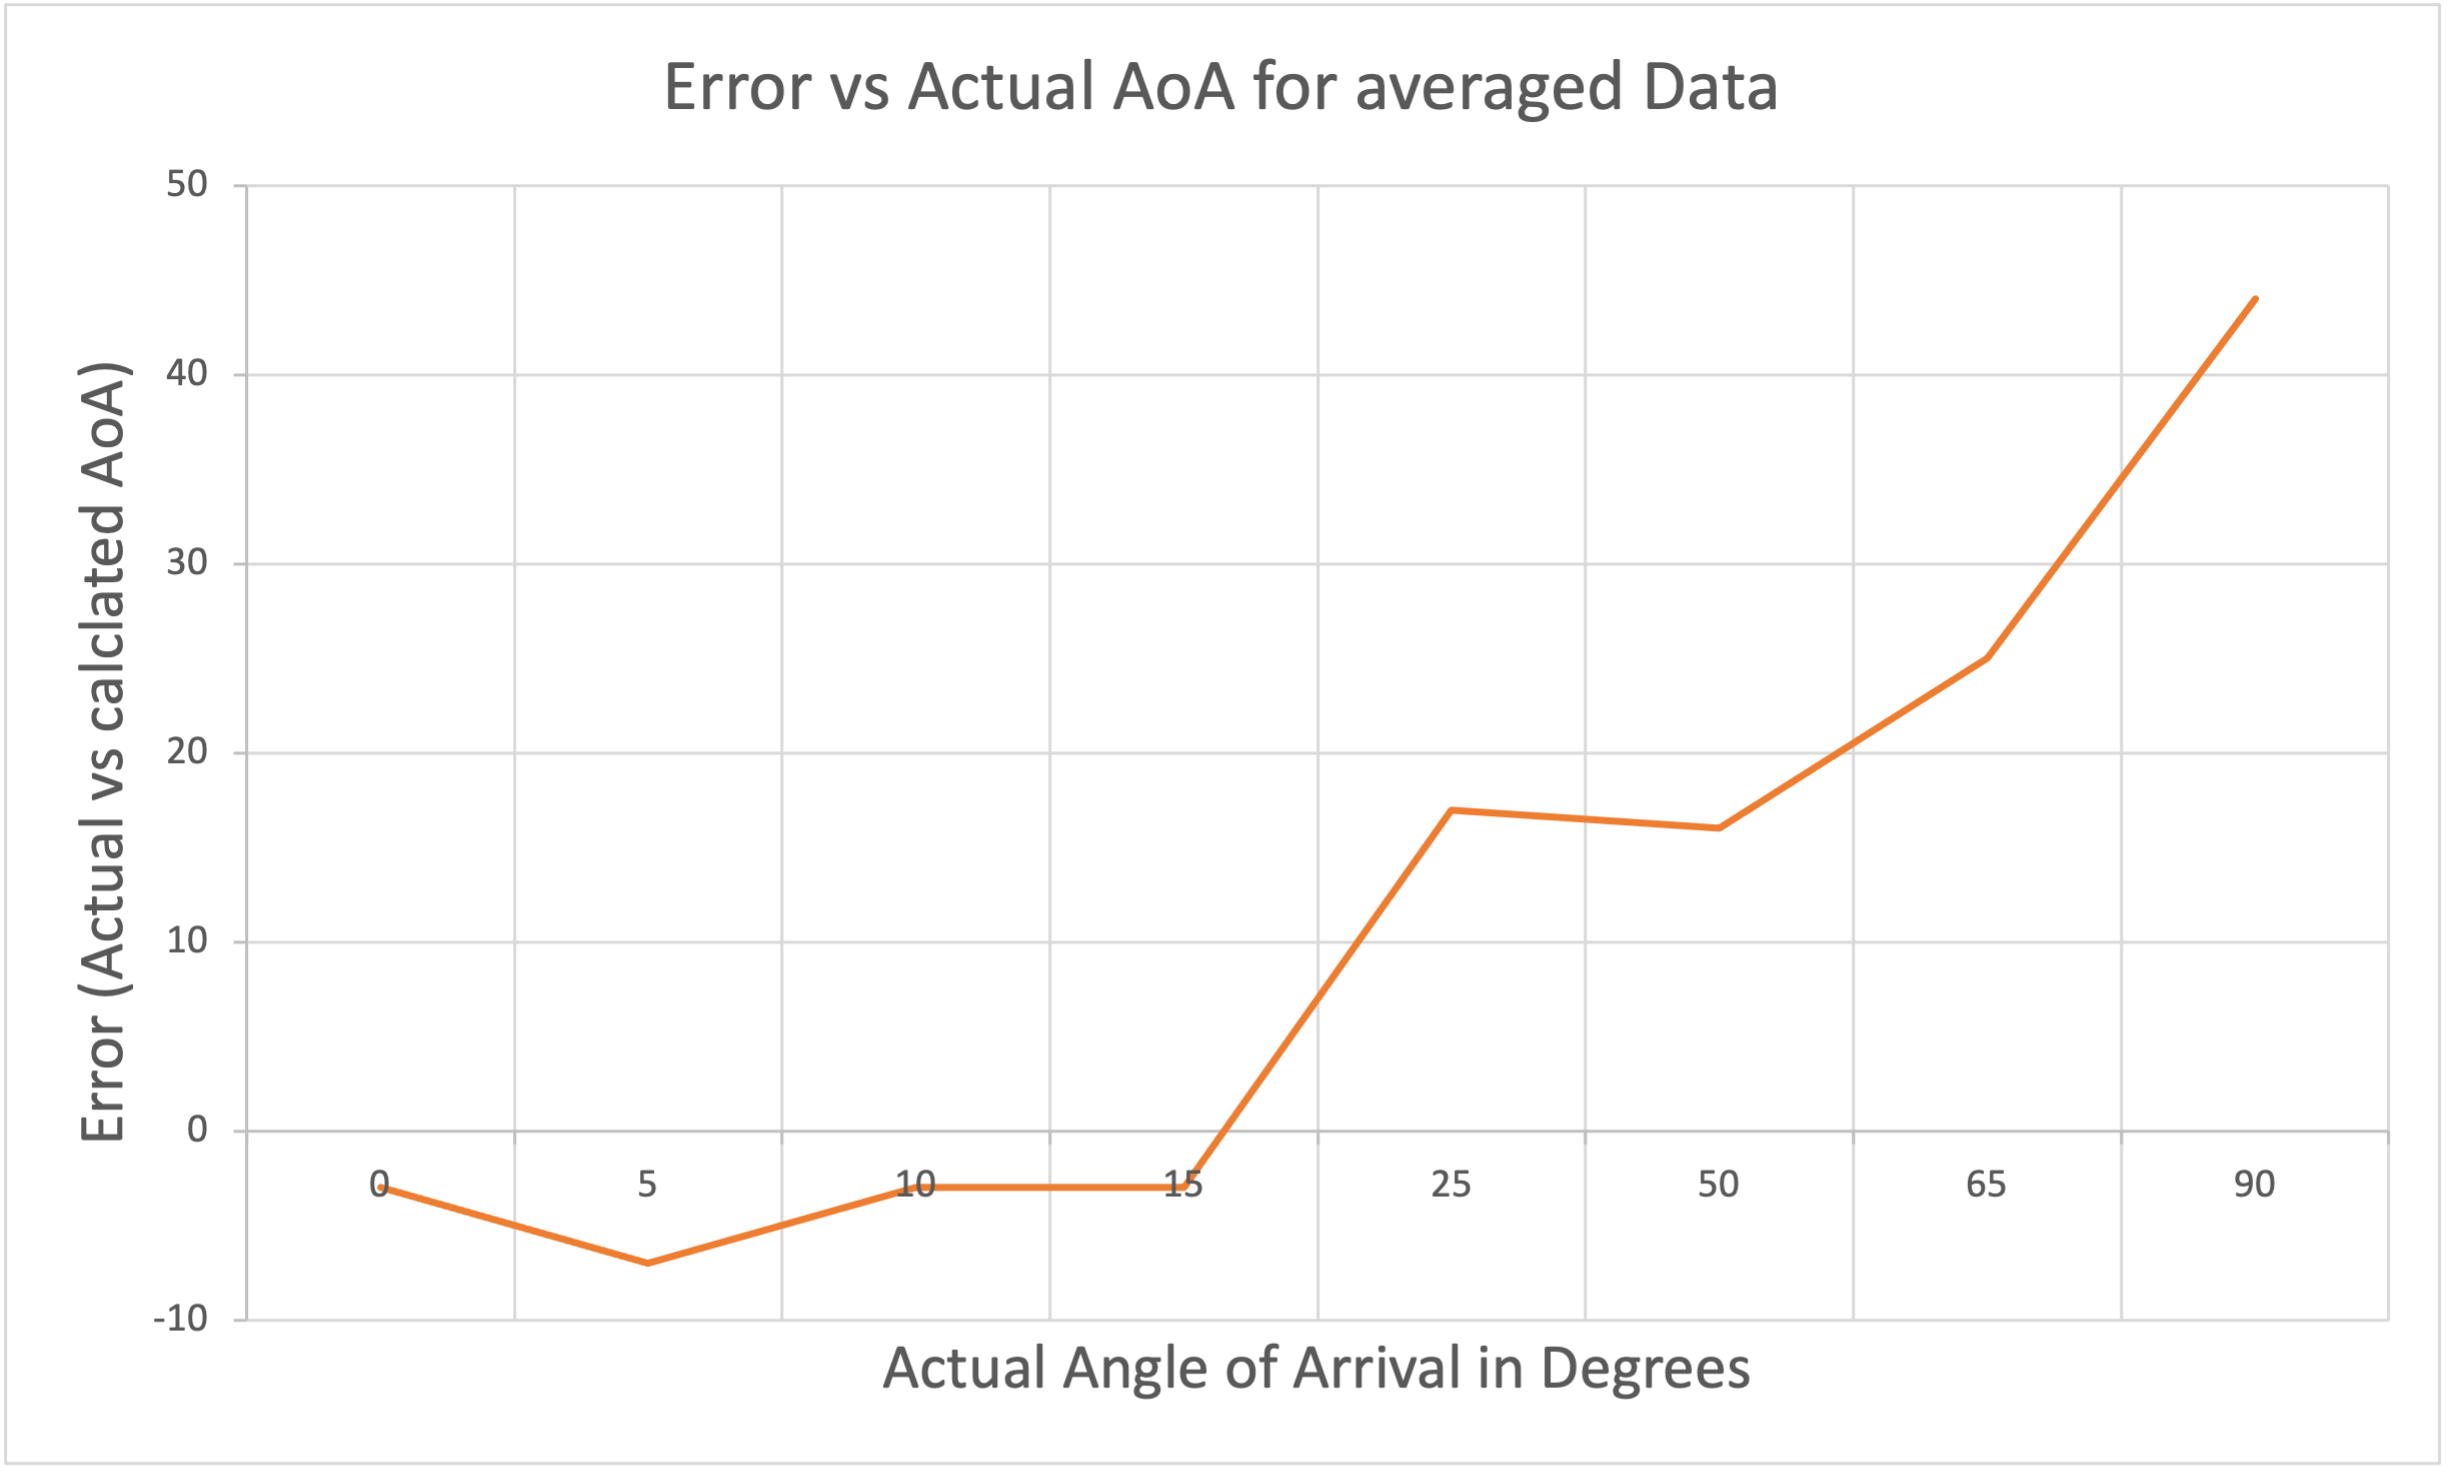 Error vs Actual AoA for averaged Data
50
40
30
20
10
0
-10
Error (Actual vs calclated AoA)
0 5 10 15 25 50 65 90
Actual Angle of Arrival in Degrees